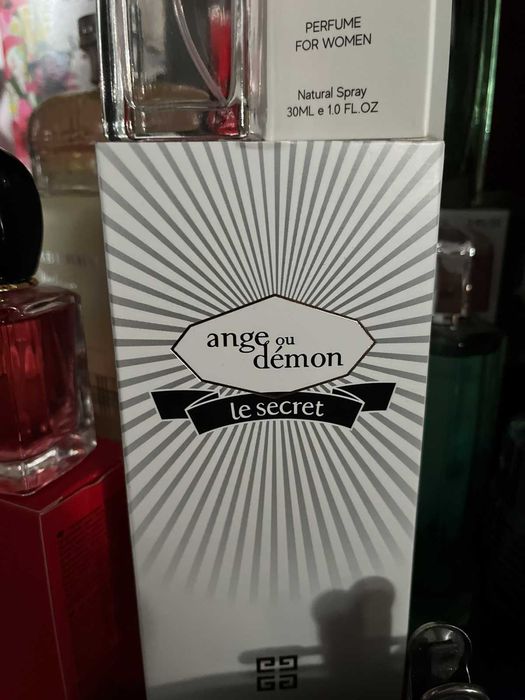 PERFUME
FOR WOMEN
Natural Spray
30ML e 1.0 FL.OZ
ange ou
démon
le secret